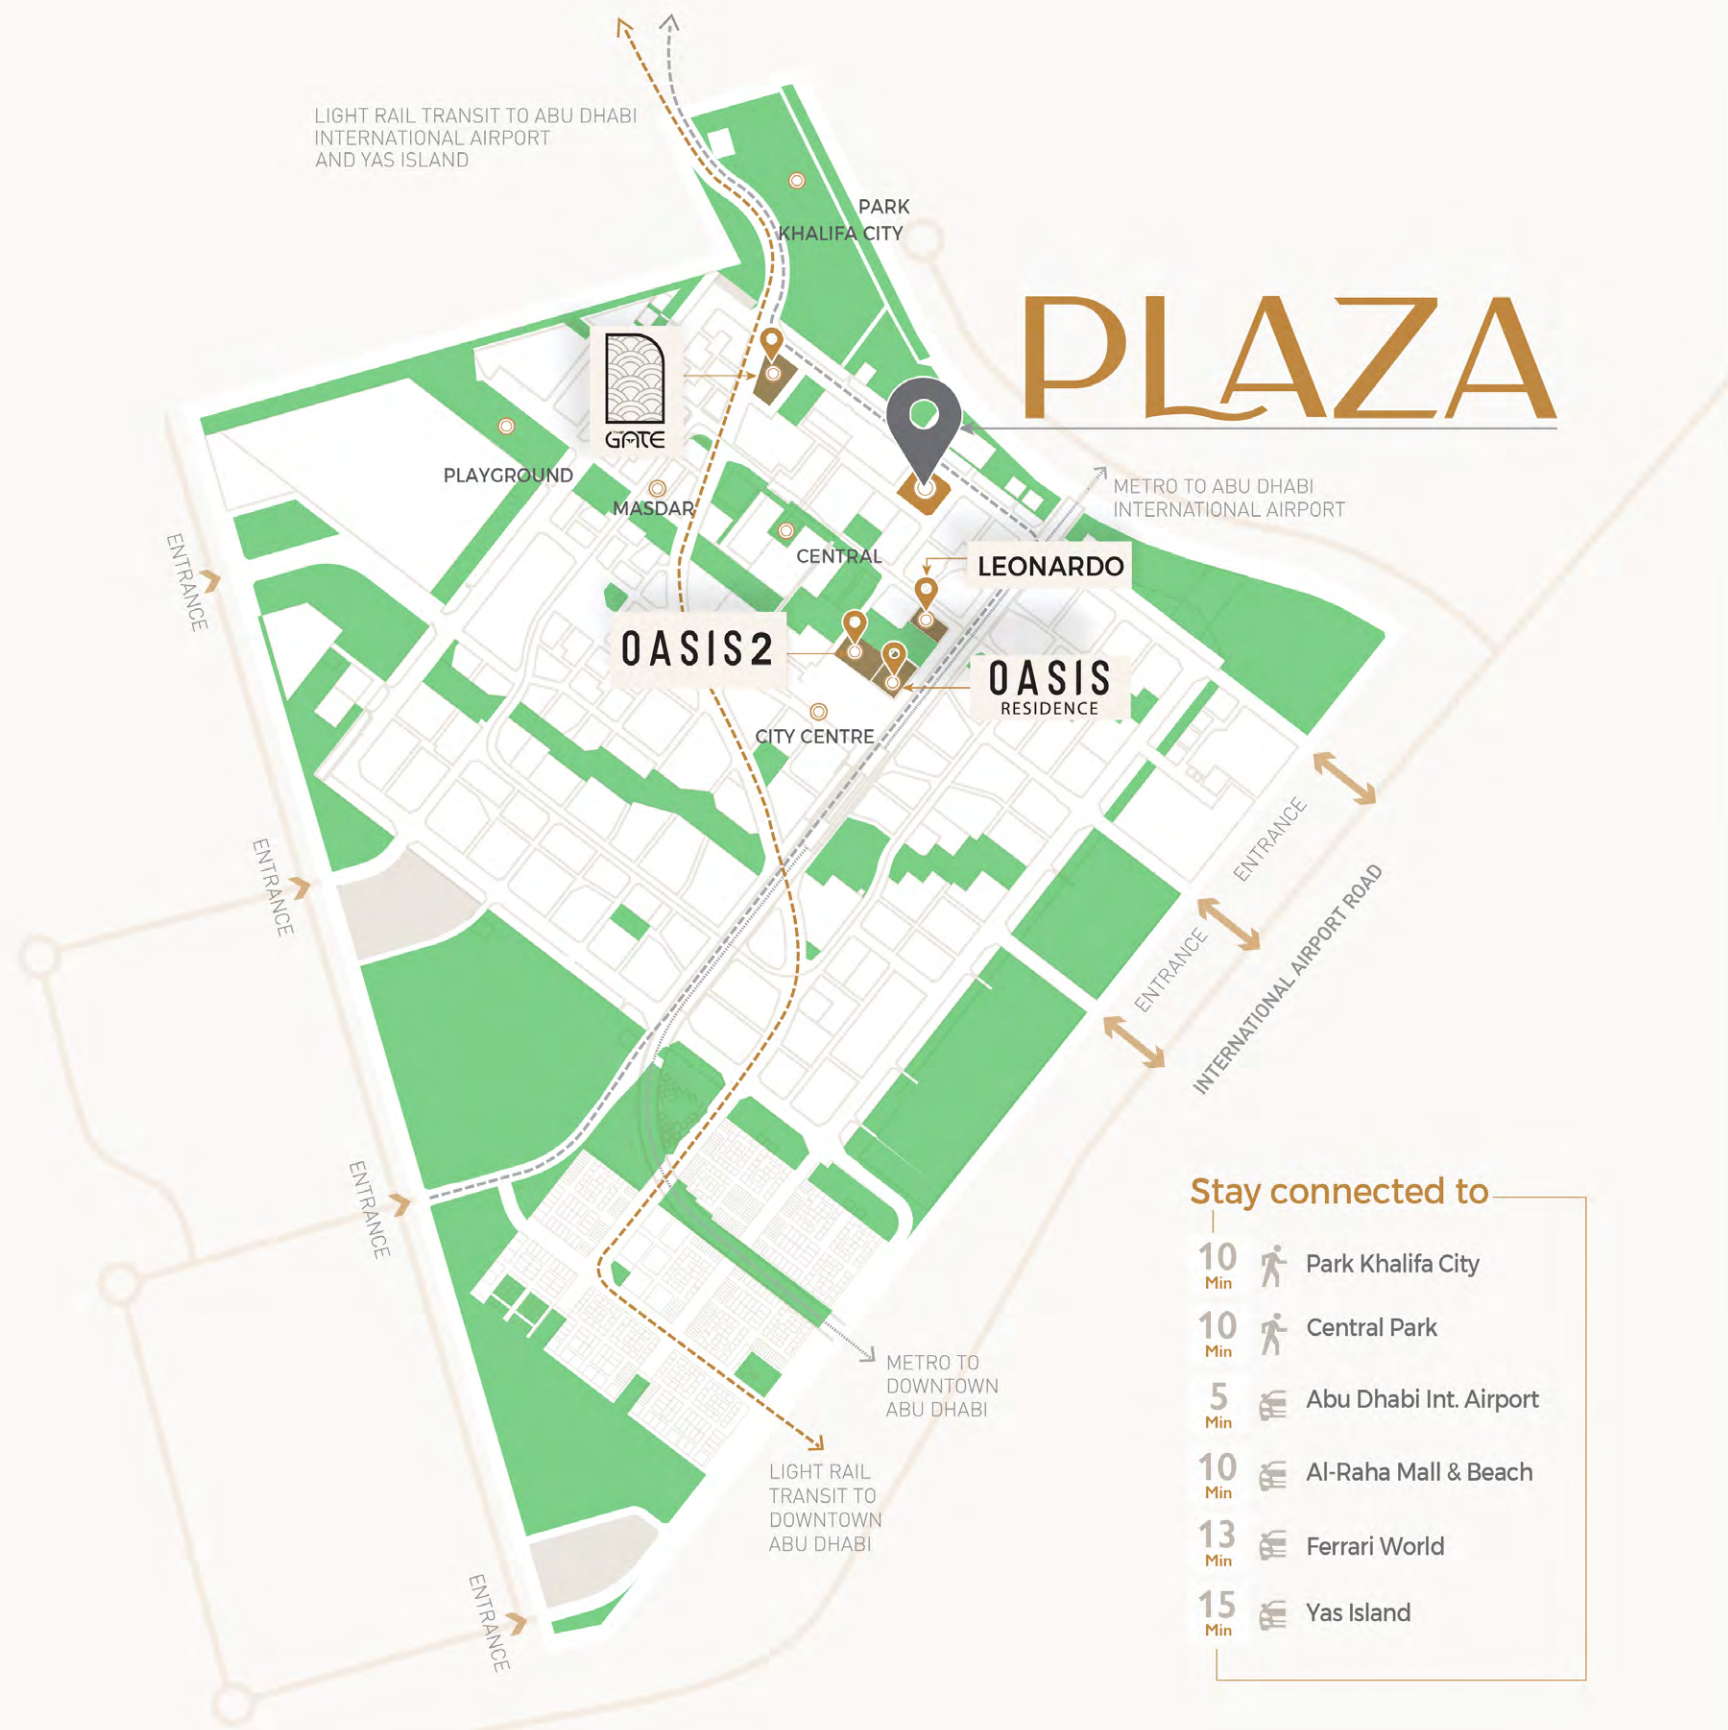 LIGHT RAIL TRANSIT TO ABU DHABI
INTERNATIONAL AIRPORT
AND YAS ISLAND
PARK
KHALIFA CITY
PLAZA
GATE
PLAYGROUND
MASDAR
METRO TO ABU DHABI
INTERNATIONAL AIRPORT
CENTRAL
LEONARDO
ENTRANCE
OASIS2
OASIS
RESIDENCE
CITY CENTRE
ENTRANCE
ENTRANCE
ENTRANCE
INTERNATIONAL AIRPORT ROAD
ENTRANCE
METRO TO
DOWNTOWN
ABU DHABI
LIGHT RAIL
TRANSIT TO
DOWNTOWN
ABU DHABI
ENTRANCE
Stay connected to
10
Min
Park Khalifa City
10
Min
Central Park
5
Min
Abu Dhabi Int. Airport
10
Min
Al-Raha Mall & Beach
13
Min
Ferrari World
15
Min
Yas Island